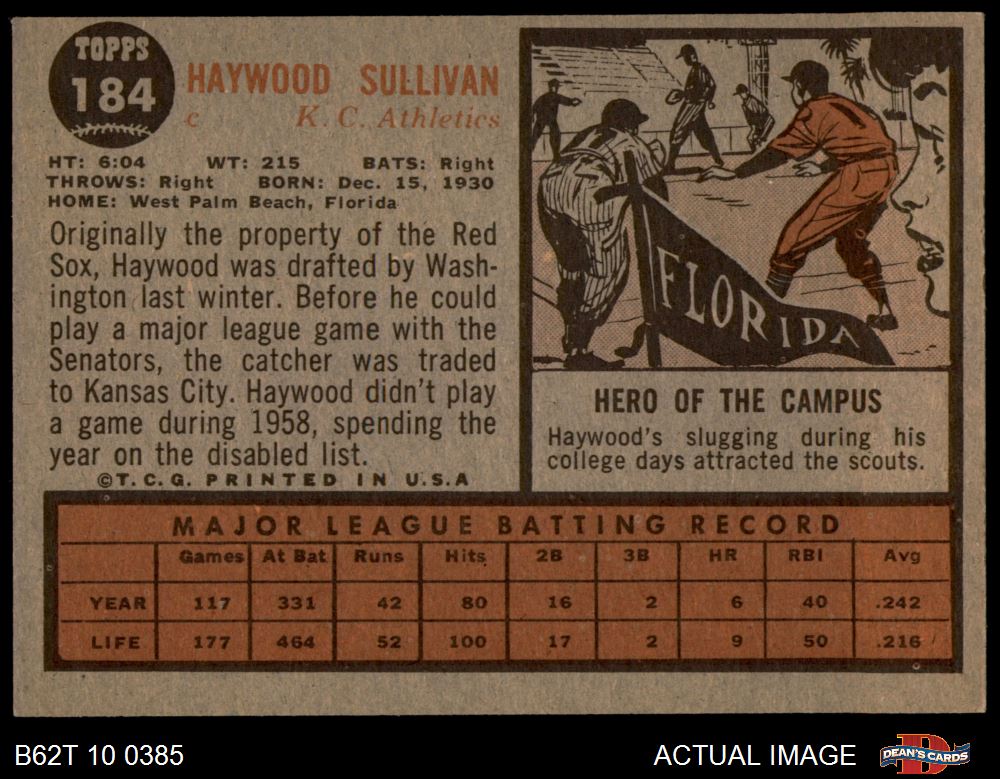 TOPPS
184
HAYWOOD SULLIVAN
c K. C. Athletics
HT: 6:04 WT: 215 BATS: Right
THROWS: Right BORN: Dec. 15, 1930
HOME: West Palm Beach, Florida
Originally the property of the Red
Sox, Haywood was drafted by Wash-
ington last winter. Before he could
play a major league game with the
Senators, the catcher was traded
to Kansas City. Haywood didn't play
a game during 1958, spending the
year on the disabled list.
©T.C.G. PRINTED IN U.S.A
FLORIDA
HERO OF THE CAMPUS
Haywood's slugging during his
college days attracted the scouts.
MAJOR LEAGUE BATTING RECORD
Games At Bat Runs Hits 2B 3B HR RBI Avg
YEAR 117 331 42 80 16 2 6 40 .242
LIFE 177 464 52 100 17 2 9 50 .216
B62T 10 0385
ACTUAL IMAGE
DEAN'S CARDS